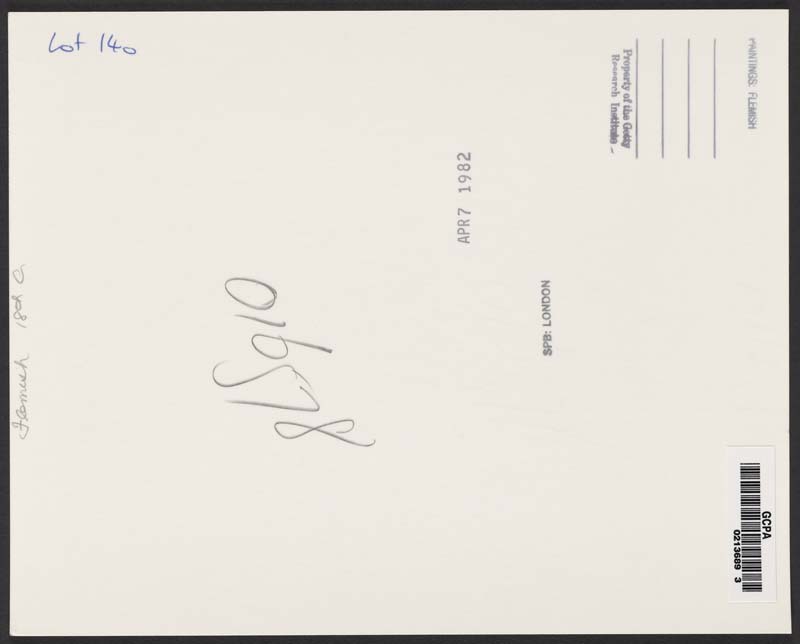 Lot 140
PAINTINGS: FLEMISH
Property of the Getty
Research Institute
APR 7 1982
SPB: LONDON
Flemish 18th C
GCPA
0213689 3